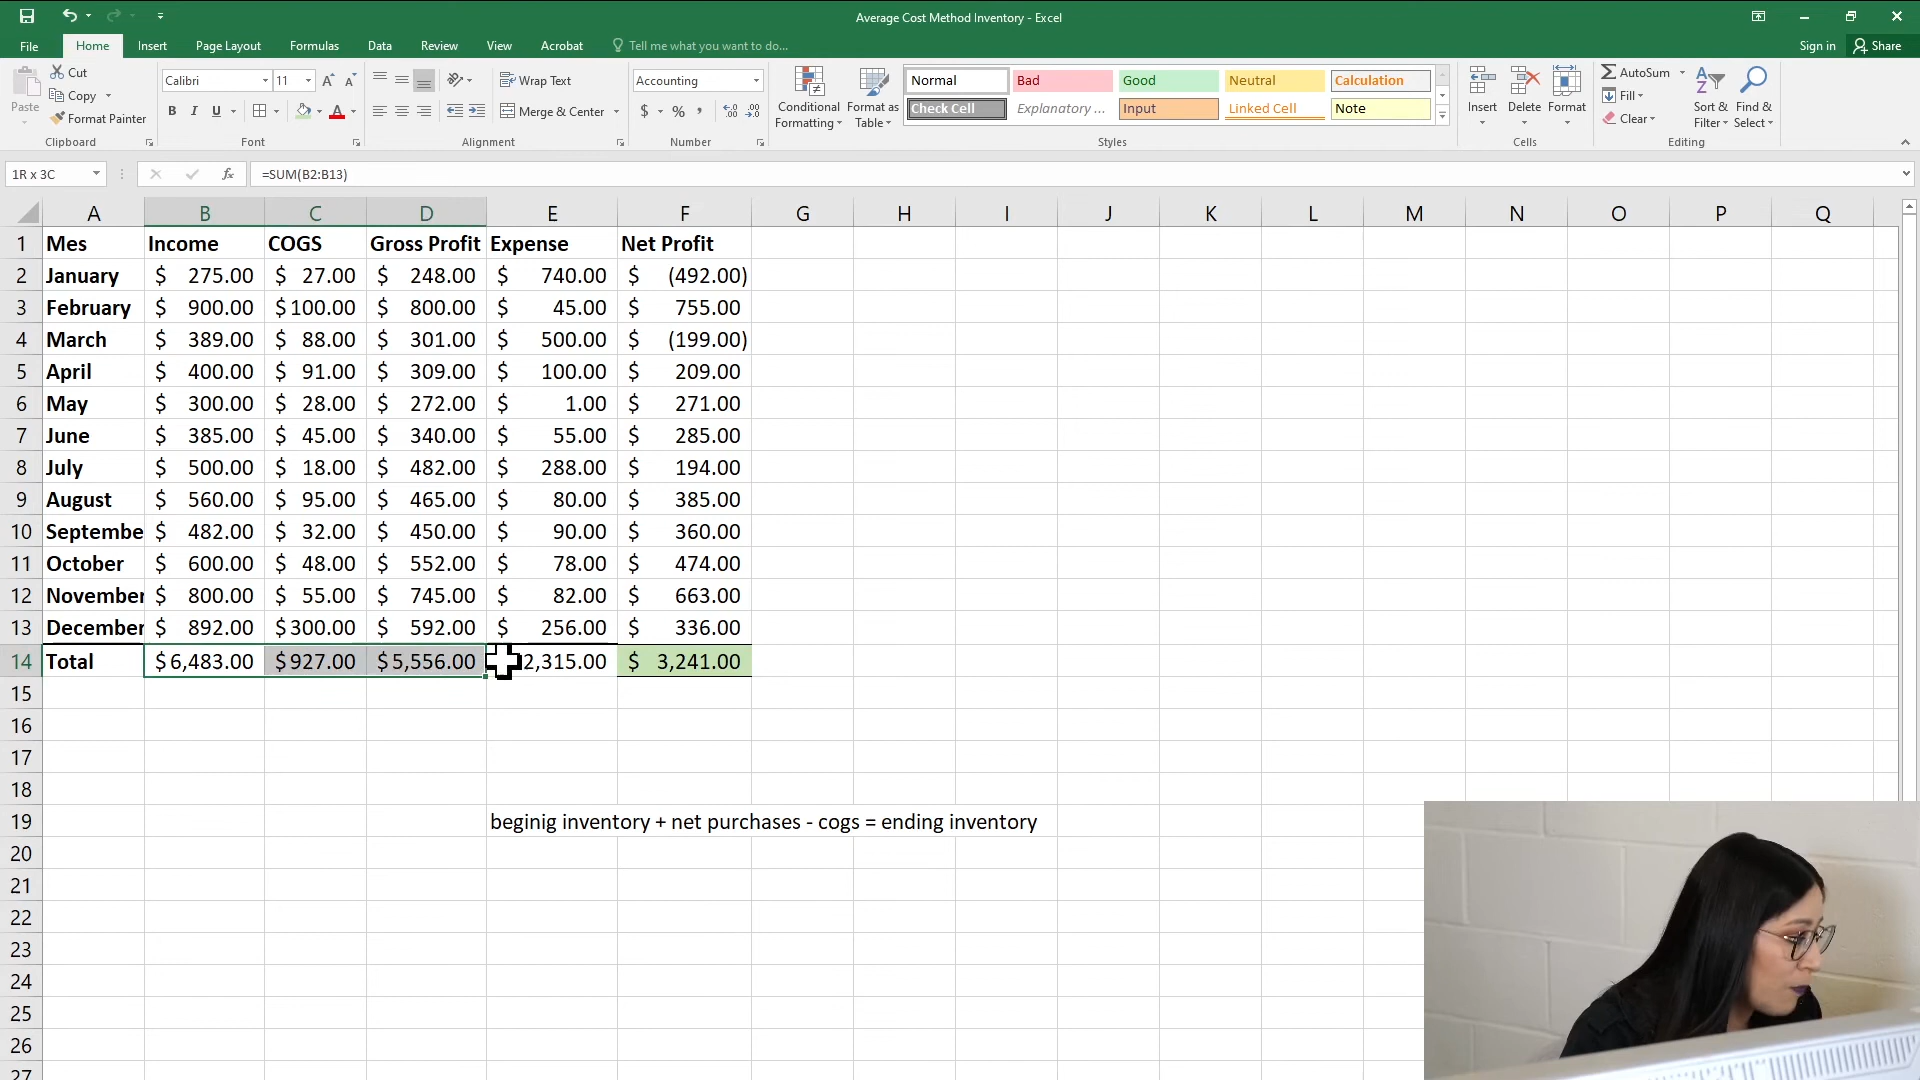 Average Cost Method Inventory - Excel
File Home Insert Page Layout Formulas Data Review View Acrobat Tell me what you want to do... Sign in Share
Paste Cut Copy Format Painter Clipboard
Calibri 11 B I U Font
Wrap Text Merge & Center Alignment
Accounting $ % , Number
Conditional Formatting Format as Table
Normal Bad Good Neutral Calculation
Check Cell Explanatory ... Input Linked Cell Note
Styles
Insert Delete Format Cells
AutoSum Fill Clear Sort & Filter Find & Select Editing
1R x 3C fx =SUM(B2:B13)
A B C D E F G H I J K L M N O P Q
1 Mes Income COGS Gross Profit Expense Net Profit
2 January $ 275.00 $ 27.00 $ 248.00 $ 740.00 $ (492.00)
3 February $ 900.00 $100.00 $ 800.00 $ 45.00 $ 755.00
4 March $ 389.00 $ 88.00 $ 301.00 $ 500.00 $ (199.00)
5 April $ 400.00 $ 91.00 $ 309.00 $ 100.00 $ 209.00
6 May $ 300.00 $ 28.00 $ 272.00 $ 1.00 $ 271.00
7 June $ 385.00 $ 45.00 $ 340.00 $ 55.00 $ 285.00
8 July $ 500.00 $ 18.00 $ 482.00 $ 288.00 $ 194.00
9 August $ 560.00 $ 95.00 $ 465.00 $ 80.00 $ 385.00
10 Septembe $ 482.00 $ 32.00 $ 450.00 $ 90.00 $ 360.00
11 October $ 600.00 $ 48.00 $ 552.00 $ 78.00 $ 474.00
12 November $ 800.00 $ 55.00 $ 745.00 $ 82.00 $ 663.00
13 December $ 892.00 $300.00 $ 592.00 $ 256.00 $ 336.00
14 Total $6,483.00 $927.00 $5,556.00 2,315.00 $ 3,241.00
15
16
17
18
19 beginig inventory + net purchases - cogs = ending inventory
20
21
22
23
24
25
26
27